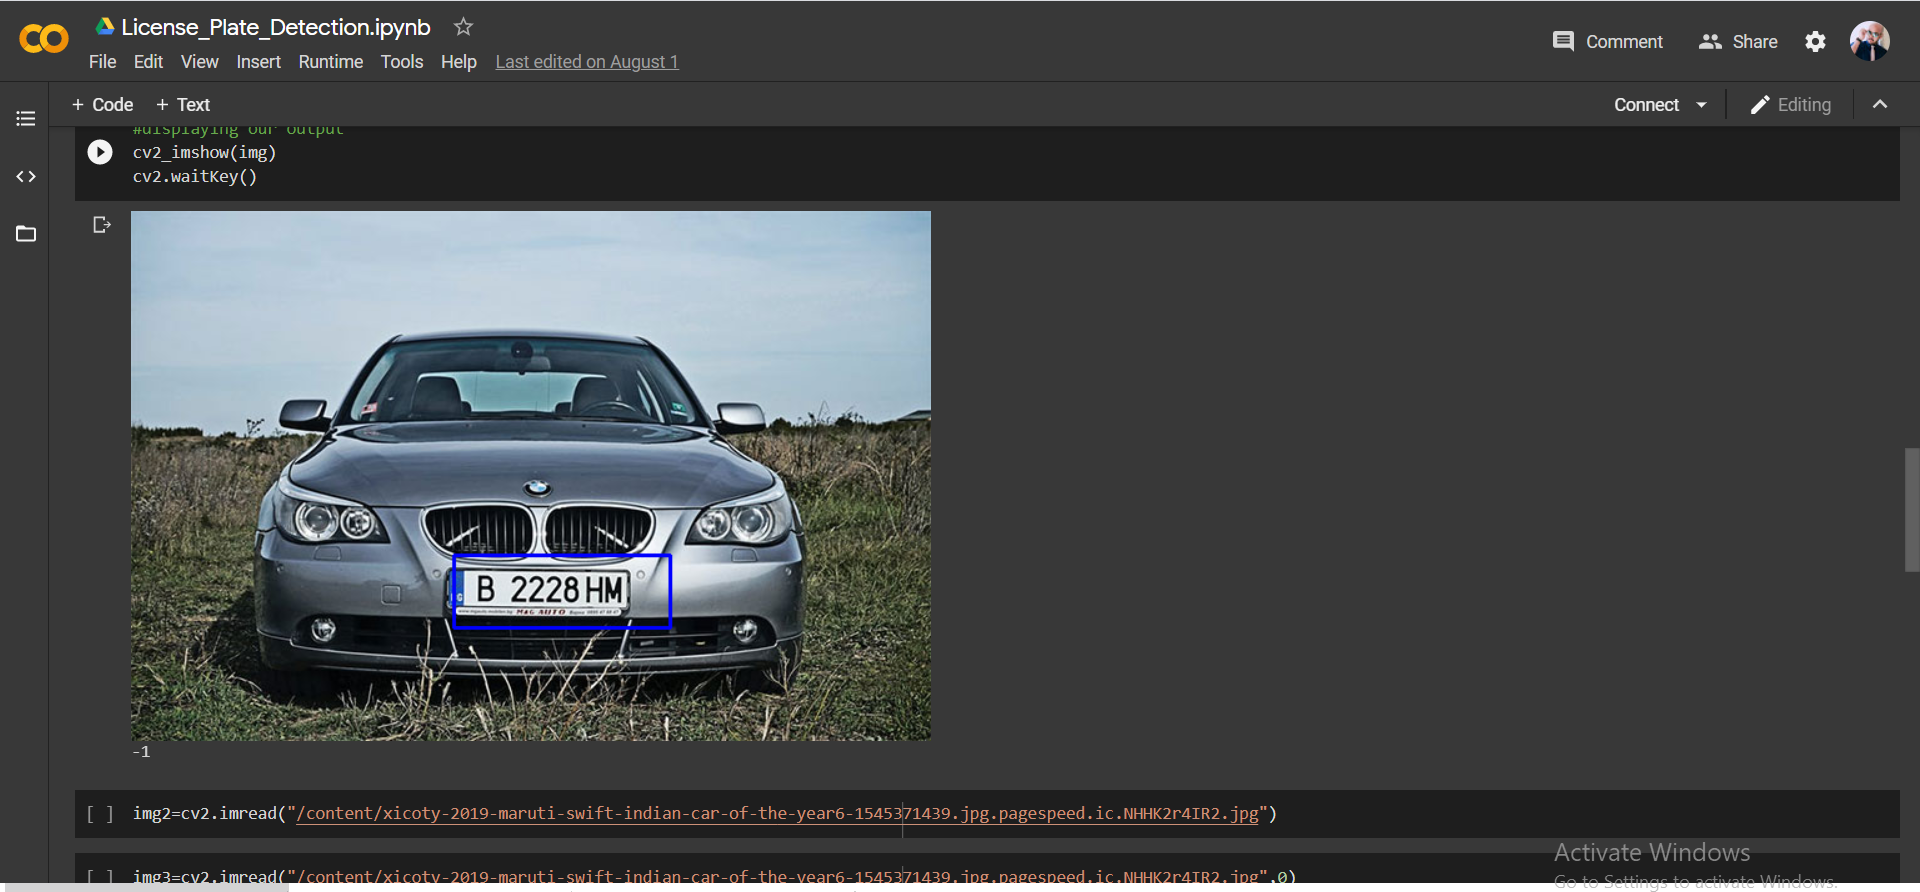 License_Plate_Detection.ipynb
File Edit View Insert Runtime Tools Help Last edited on August 1
Comment Share
+ Code + Text
Connect Editing
#displaying our output
cv2_imshow(img)
cv2.waitKey()
B 2228 HM
M&G AUTO
-1
[ ] img2=cv2.imread("/content/xicoty-2019-maruti-swift-indian-car-of-the-year6-1545371439.jpg.pagespeed.ic.NHHK2r4IR2.jpg")
Activate Windows
[ ] img3=cv2.imread("/content/xicoty-2019-maruti-swift-indian-car-of-the-year6-1545371439.jpg.pagespeed.ic.NHHK2r4IR2.jpg",0)
Go to Settings to activate Windows.